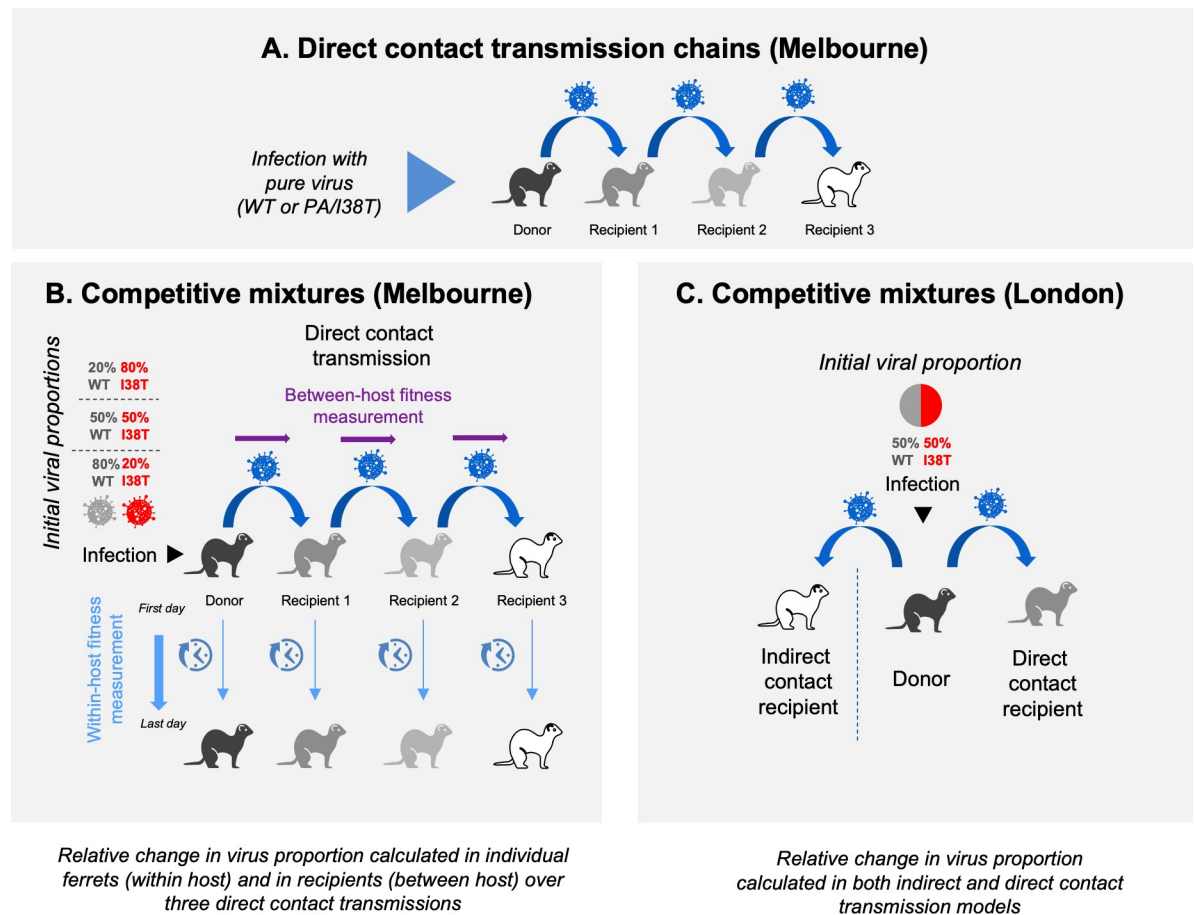 A. Direct contact transmission chains (Melbourne)
Infection with
pure virus
(WT or PA/I38T)
Donor
Recipient 1
Recipient 2
Recipient 3
B. Competitive mixtures (Melbourne)
Initial viral proportions
20% 80%
WT I38T
50% 50%
WT I38T
80% 20%
WT I38T
Direct contact
transmission
Between-host fitness
measurement
Infection
Donor
Recipient 1
Recipient 2
Recipient 3
Within-host fitness
measurement
First day
Last day
Relative change in virus proportion calculated in individual
ferrets (within host) and in recipients (between host) over
three direct contact transmissions
C. Competitive mixtures (London)
Initial viral proportion
50% 50%
WT I38T
Infection
Indirect
contact
recipient
Donor
Direct
contact
recipient
Relative change in virus proportion
calculated in both indirect and direct contact
transmission models